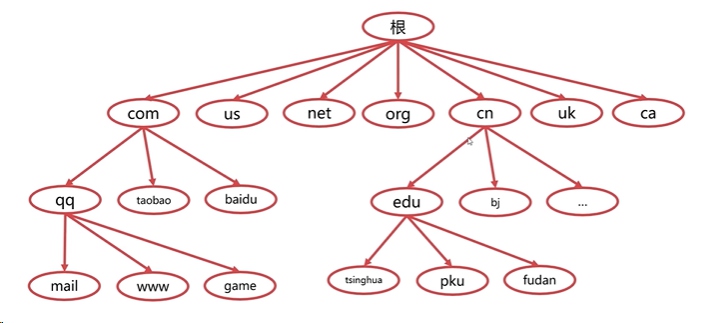 根
com
us
net
org
cn
uk
ca
qq
taobao
baidu
edu
bj
...
mail
www
game
tsinghua
pku
fudan